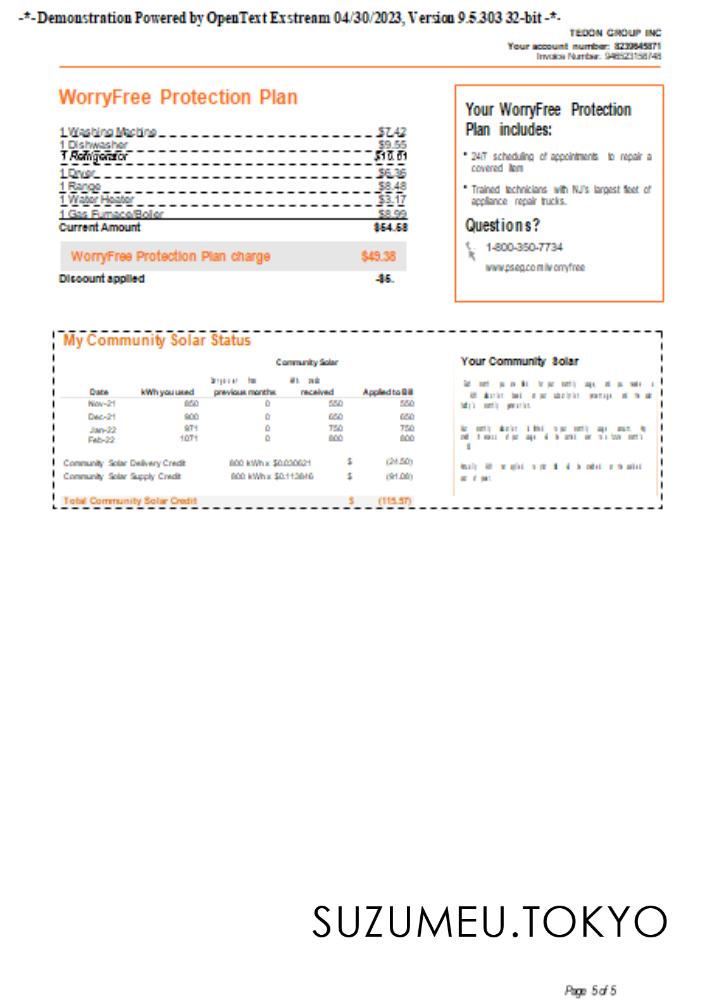 -*- Demonstration Powered by OpenText Exstream 04/30/2023, Version 9.5.303 32-bit -*-
TEDON GROUP INC
Your account number: 8239645871
Invoice Number: 946523158748
WorryFree Protection Plan
1 Washing Machine $7.42
1 Dishwasher $9.55
1 Refrigerator $10.61
1 Dryer $6.36
1 Range $8.48
1 Water Heater $3.17
1 Gas Furnace/Boiler $8.99
Current Amount $54.58
WorryFree Protection Plan charge $49.38
Discount applied -$5.
Your WorryFree Protection
Plan includes:
• 24/7 scheduling of appointments to repair a
covered item
• Trained technicians with NJ's largest fleet of
appliance repair trucks.
Questions?
1-800-350-7734
www.pseg.com/worryfree
My Community Solar Status
Community Solar
Date kWh you used previous months received Applied to Bill
Nov-21 850 0 550 550
Dec-21 900 0 650 650
Jan-22 971 0 750 750
Feb-22 1071 0 800 800
Community Solar Delivery Credit 800 kWh x $0.030621 $ (24.50)
Community Solar Supply Credit 800 kWh x $0.113846 $ (91.08)
Total Community Solar Credit $ (115.57)
Your Community Solar
SUZUMEU.TOKYO
Page 5 of 5